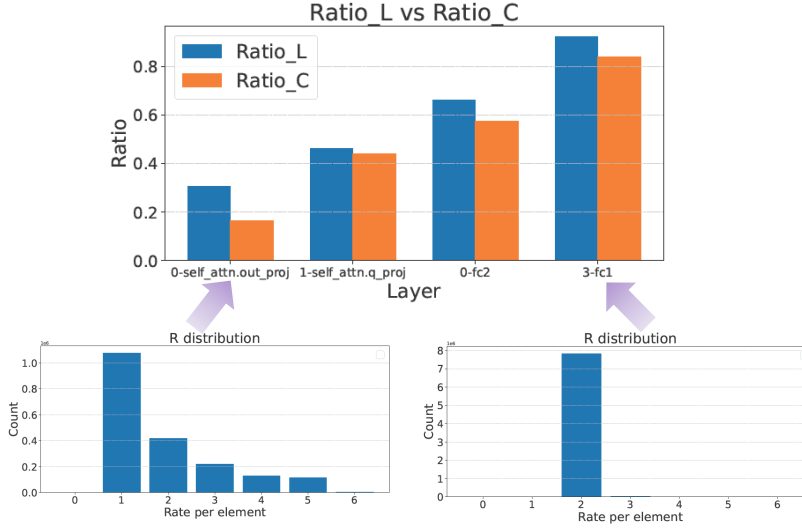 Ratio_L vs Ratio_C
Ratio_L
Ratio_C
Ratio
0.8
0.6
0.4
0.2
0.0
0-self_attn.out_proj 1-self_attn.q_proj 0-fc2 3-fc1
Layer
R distribution
1e6
Count
1.0
0.8
0.6
0.4
0.2
0.0
0 1 2 3 4 5 6
Rate per element
R distribution
1e6
Count
8
7
6
5
4
3
2
1
0
0 1 2 3 4 5 6
Rate per element